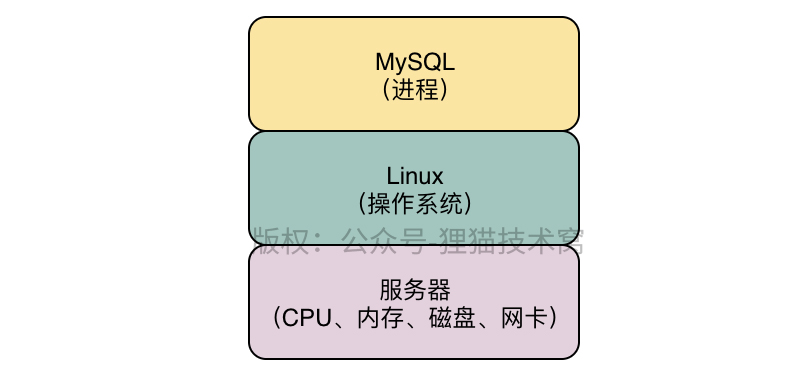 MySQL
（进程）
Linux
（操作系统）
版权：公众号-狸猫技术窝
服务器
（CPU、内存、磁盘、网卡）